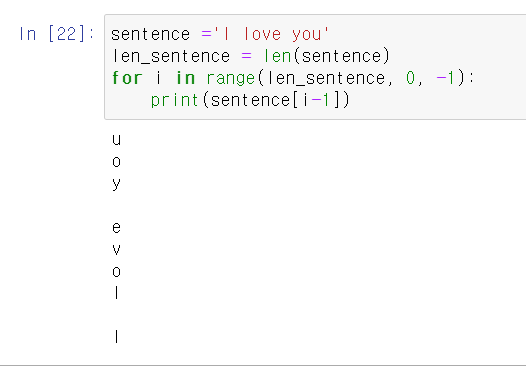 In [22]: sentence ='I love you'
len_sentence = len(sentence)
for i in range(len_sentence, 0, -1):
    print(sentence[i-1])
u
o
y

e
v
o
l

I